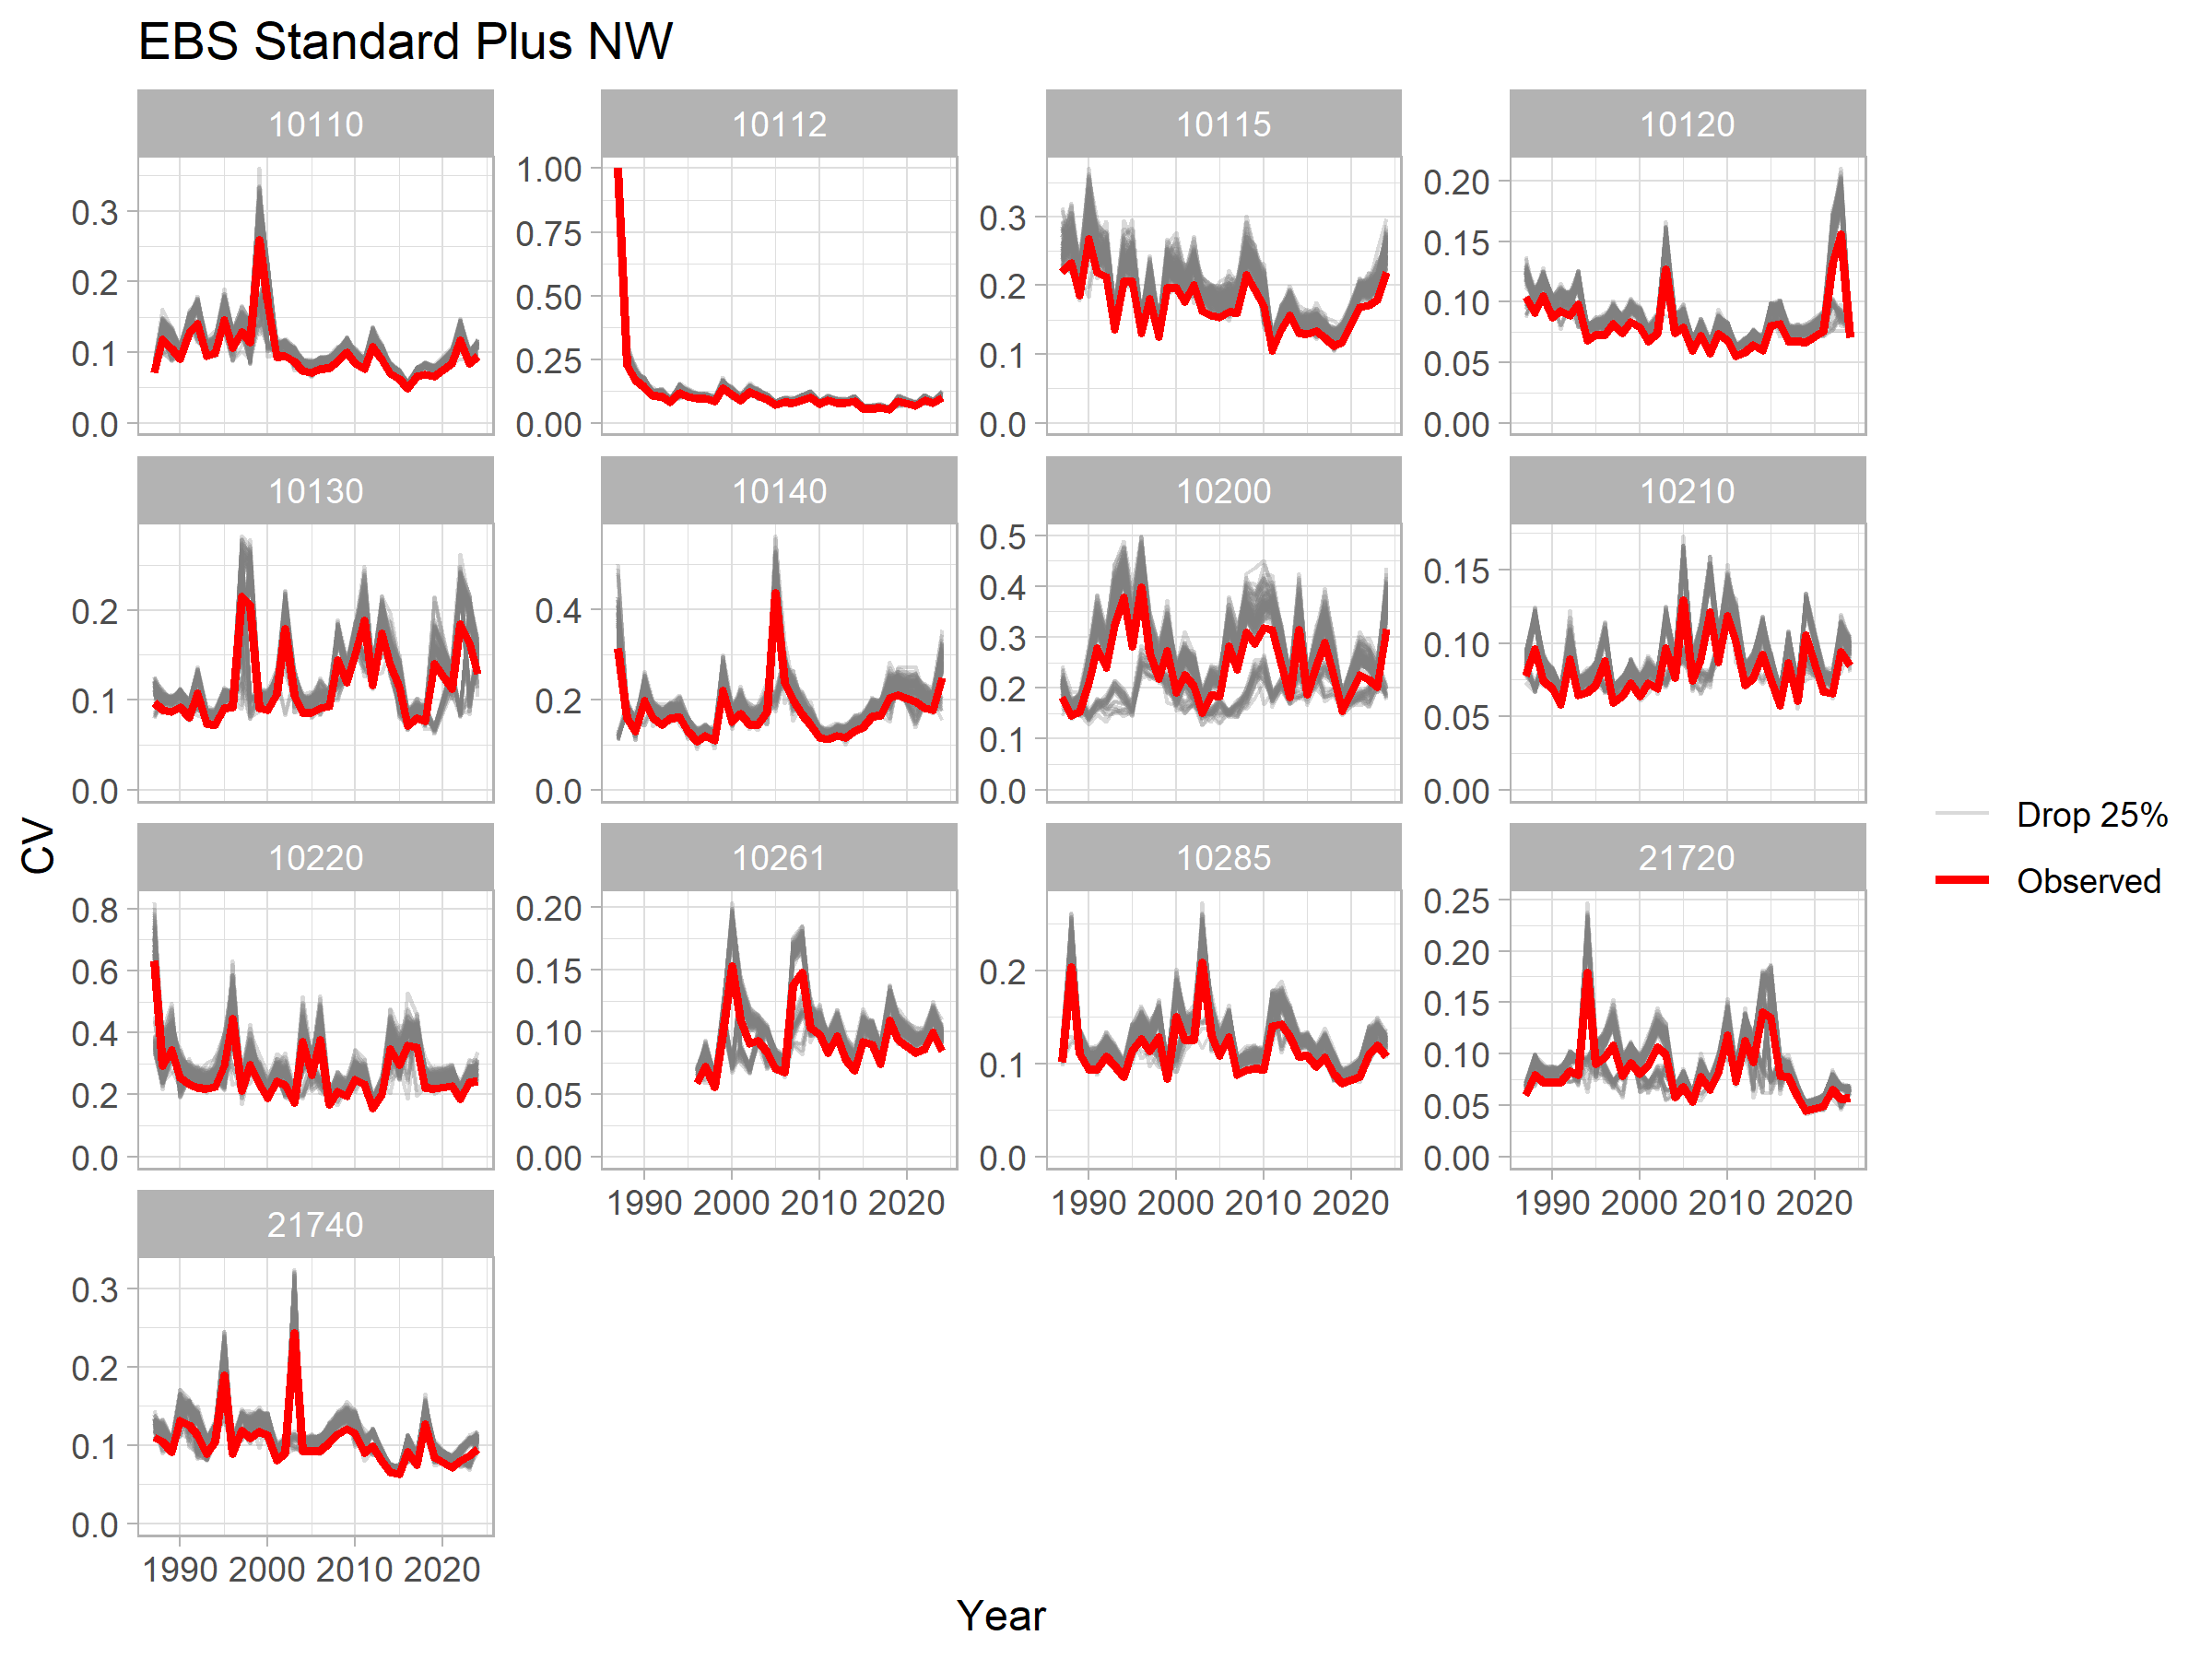 EBS Standard Plus NW
10110 10112 10115 10120
0.3 0.2 0.1 0.0
1.00 0.75 0.50 0.25 0.00
0.3 0.2 0.1 0.0
0.20 0.15 0.10 0.05 0.00
10130 10140 10200 10210
0.2 0.1 0.0
0.4 0.2 0.0
0.5 0.4 0.3 0.2 0.1 0.0
0.15 0.10 0.05 0.00
CV
Drop 25%
Observed
10220 10261 10285 21720
0.8 0.6 0.4 0.2 0.0
0.20 0.15 0.10 0.05 0.00
0.2 0.1 0.0
0.25 0.20 0.15 0.10 0.05 0.00
1990 2000 2010 2020
1990 2000 2010 2020
1990 2000 2010 2020
21740
0.3 0.2 0.1 0.0
1990 2000 2010 2020
Year